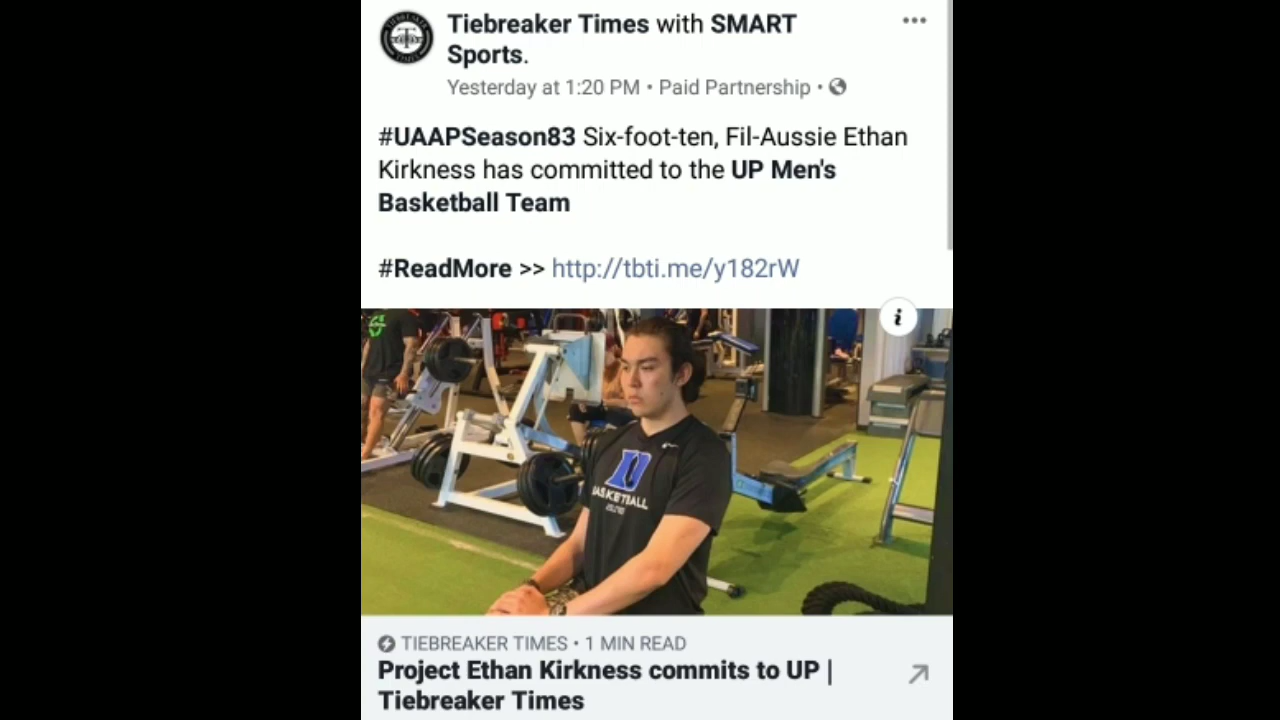 Tiebreaker Times with SMART
Sports.
Yesterday at 1:20 PM • Paid Partnership •
#UAAPSeason83 Six-foot-ten, Fil-Aussie Ethan
Kirkness has committed to the UP Men's
Basketball Team
#ReadMore >> http://tbti.me/y182rW
i
D
BASKETBALL
TIEBREAKER TIMES • 1 MIN READ
Project Ethan Kirkness commits to UP |
Tiebreaker Times